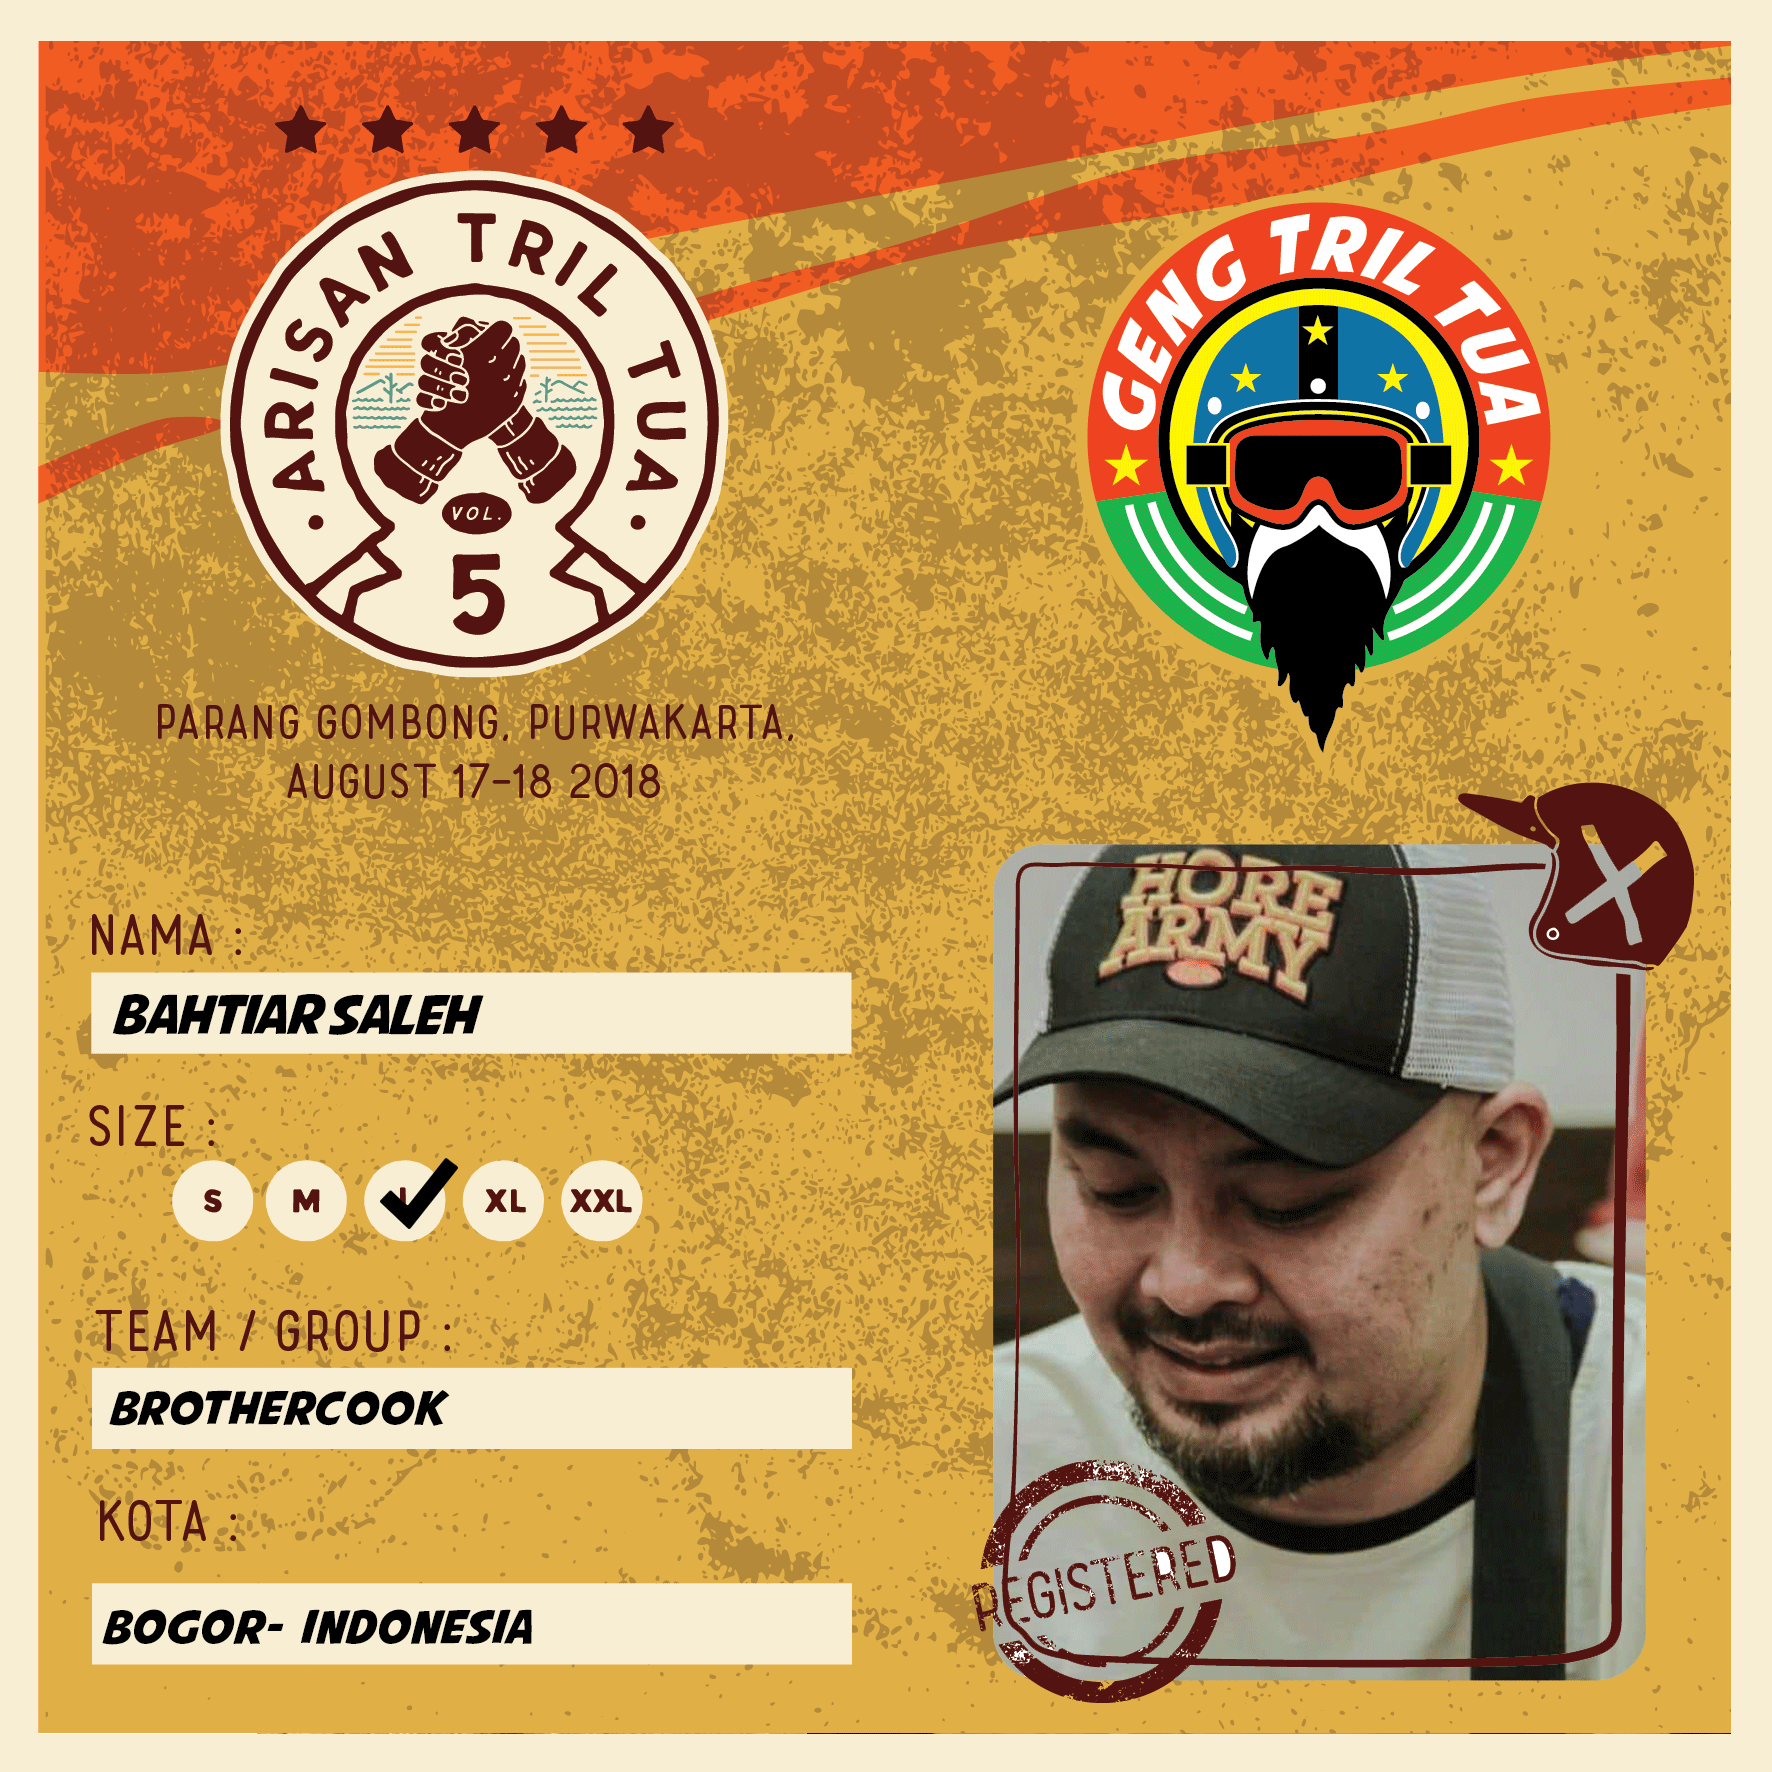 ARISAN TRIL TUA
VOL.
5
PARANG GOMBONG, PURWAKARTA,
AUGUST 17-18 2018
GENG TRIL TUA
NAMA :
BAHTIAR SALEH
SIZE :
S M L XL XXL
TEAM / GROUP :
BROTHERCOOK
KOTA :
BOGOR- INDONESIA
HORE
ARMY
REGISTERED